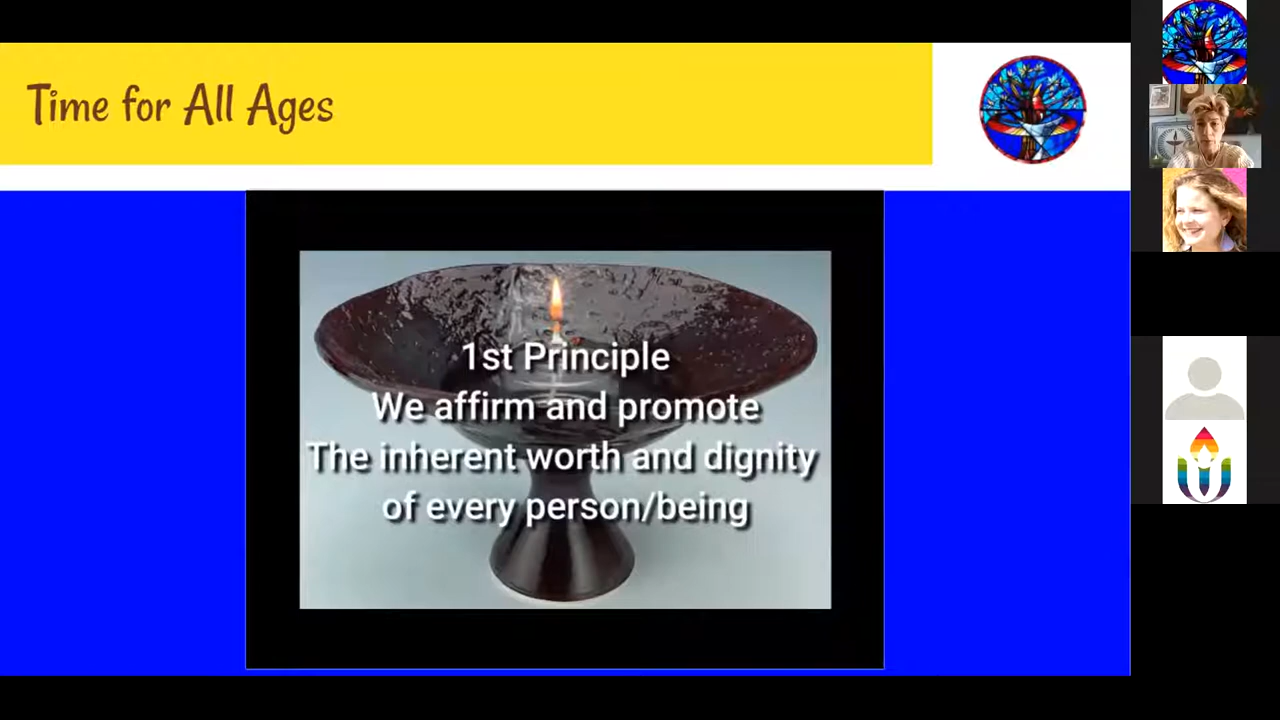 Time for All Ages
1st Principle
We affirm and promote
The inherent worth and dignity
of every person/being